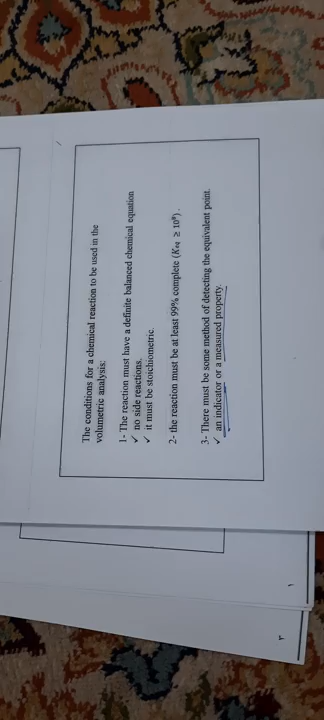 The conditions for a chemical reaction to be used in the
volumetric analysis:
1- The reaction must have a definite balanced chemical equation
✓ no side reactions.
✓ it must be stoichiometric.
2- the reaction must be at least 99% complete (Keq ≥ 10⁸).
3- There must be some method of detecting the equivalent point.
✓ an indicator or a measured property.